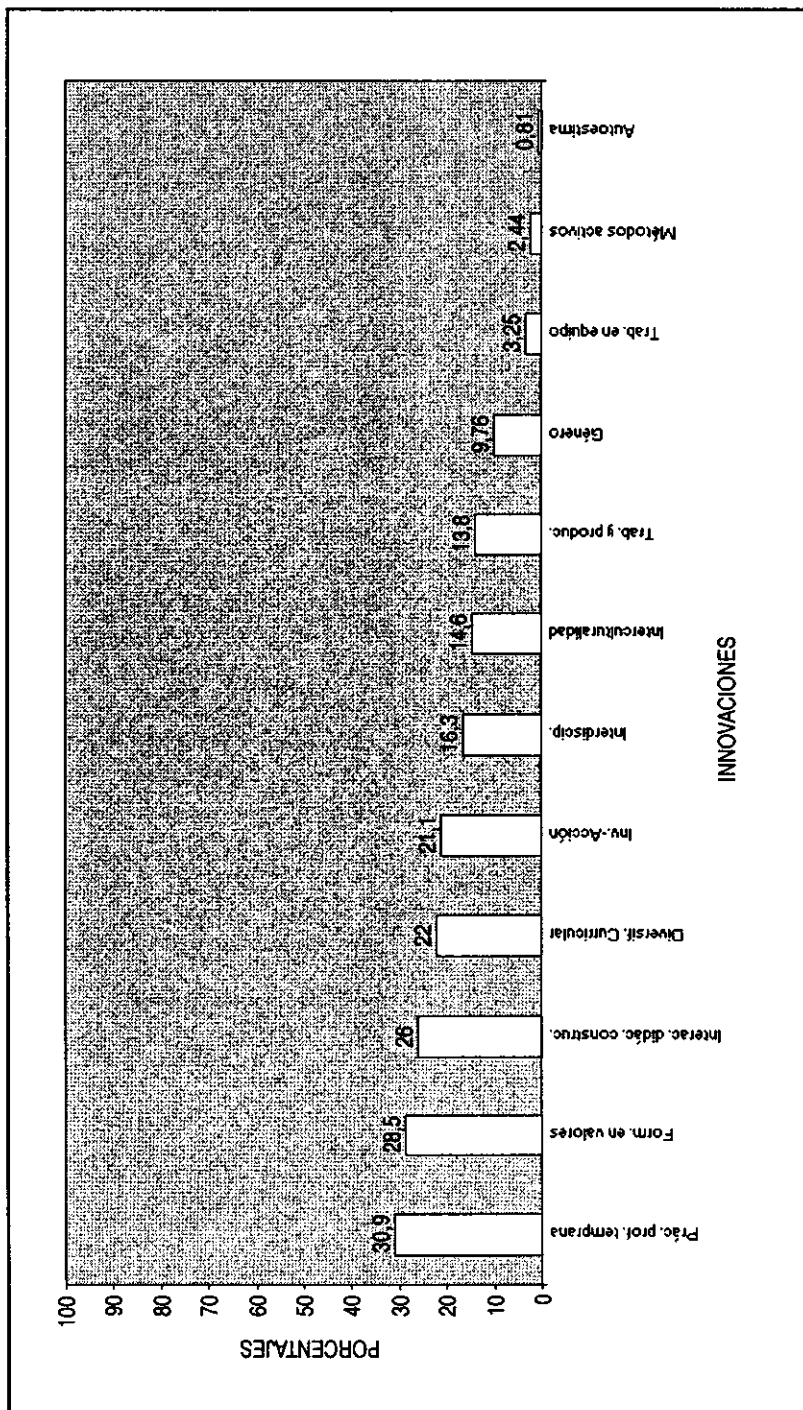 PORCENTAJES
100
90
80
70
60
50
40
30
20
10
0
30,9
28,5
26
22
21,1
16,3
14,6
13,8
9,76
3,25
2,44
0,81
Prác. prof. temprana
Form. en valores
Interac. didác. construc.
Diversif. Curricular
Inv.-Acción
Interdiscip.
Interculturalidad
Trab. y produc.
Género
Trab. en equipo
Métodos activos
Autoestima
INNOVACIONES